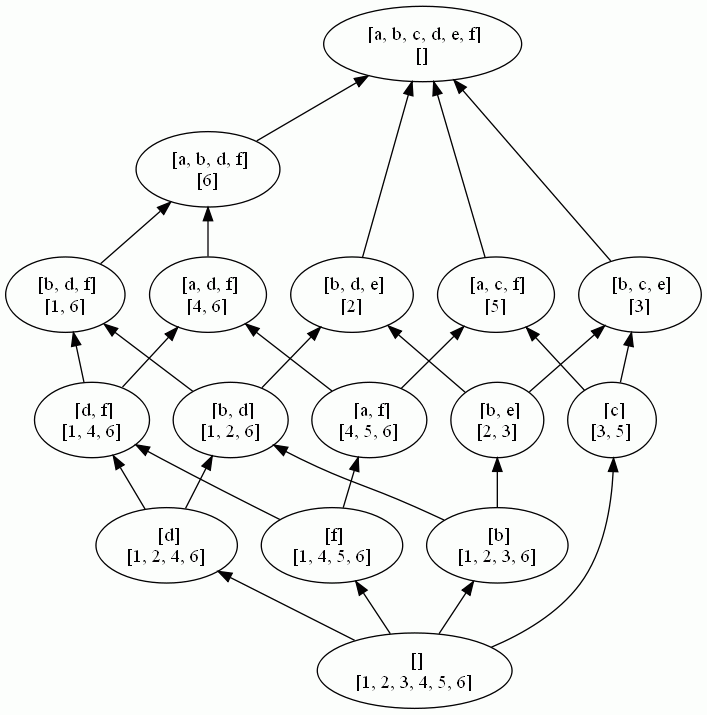 [a, b, c, d, e, f]
[]
[a, b, d, f]
[6]
[b, d, f]
[1, 6]
[a, d, f]
[4, 6]
[b, d, e]
[2]
[a, c, f]
[5]
[b, c, e]
[3]
[d, f]
[1, 4, 6]
[b, d]
[1, 2, 6]
[a, f]
[4, 5, 6]
[b, e]
[2, 3]
[c]
[3, 5]
[d]
[1, 2, 4, 6]
[f]
[1, 4, 5, 6]
[b]
[1, 2, 3, 6]
[]
[1, 2, 3, 4, 5, 6]